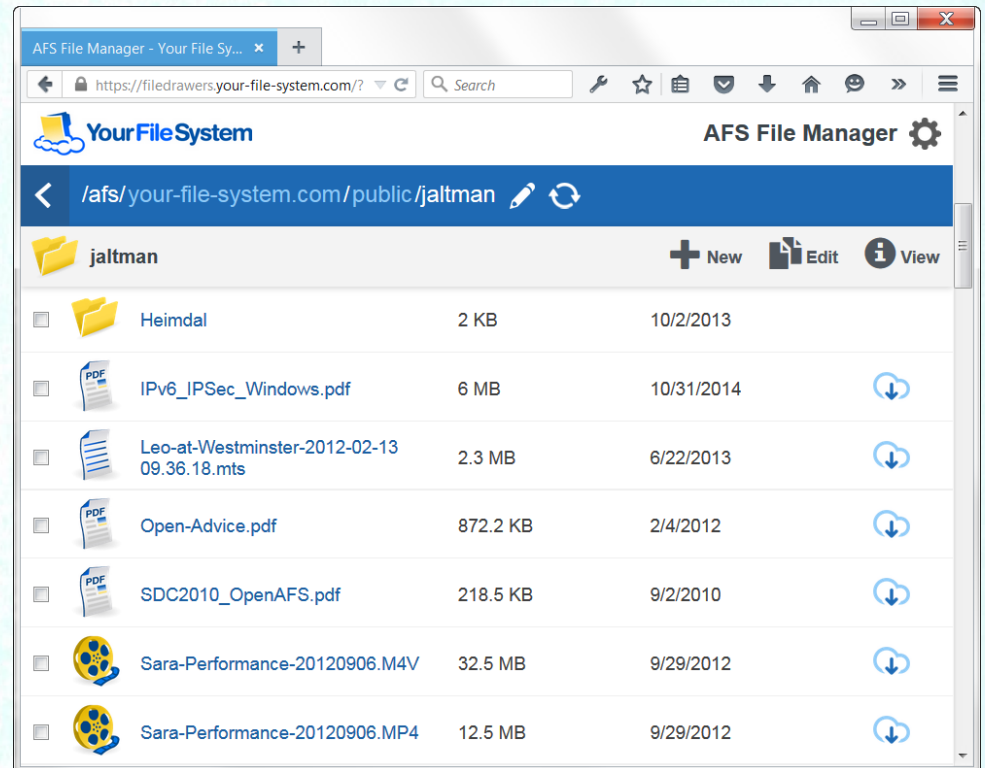 AFS File Manager - Your File Sy... × +
https://filedrawers.your-file-system.com/? Search
YourFileSystem AFS File Manager
/afs/your-file-system.com/public/jaltman
jaltman New Edit View
Heimdal 2 KB 10/2/2013
PDF
IPv6_IPSec_Windows.pdf 6 MB 10/31/2014
Leo-at-Westminster-2012-02-13
09.36.18.mts 2.3 MB 6/22/2013
PDF
Open-Advice.pdf 872.2 KB 2/4/2012
PDF
SDC2010_OpenAFS.pdf 218.5 KB 9/2/2010
Sara-Performance-20120906.M4V 32.5 MB 9/29/2012
Sara-Performance-20120906.MP4 12.5 MB 9/29/2012